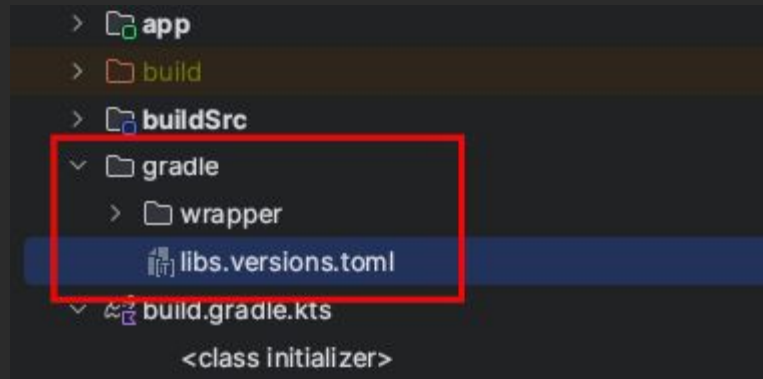 app
build
buildSrc
gradle
wrapper
libs.versions.toml
build.gradle.kts
<class initializer>